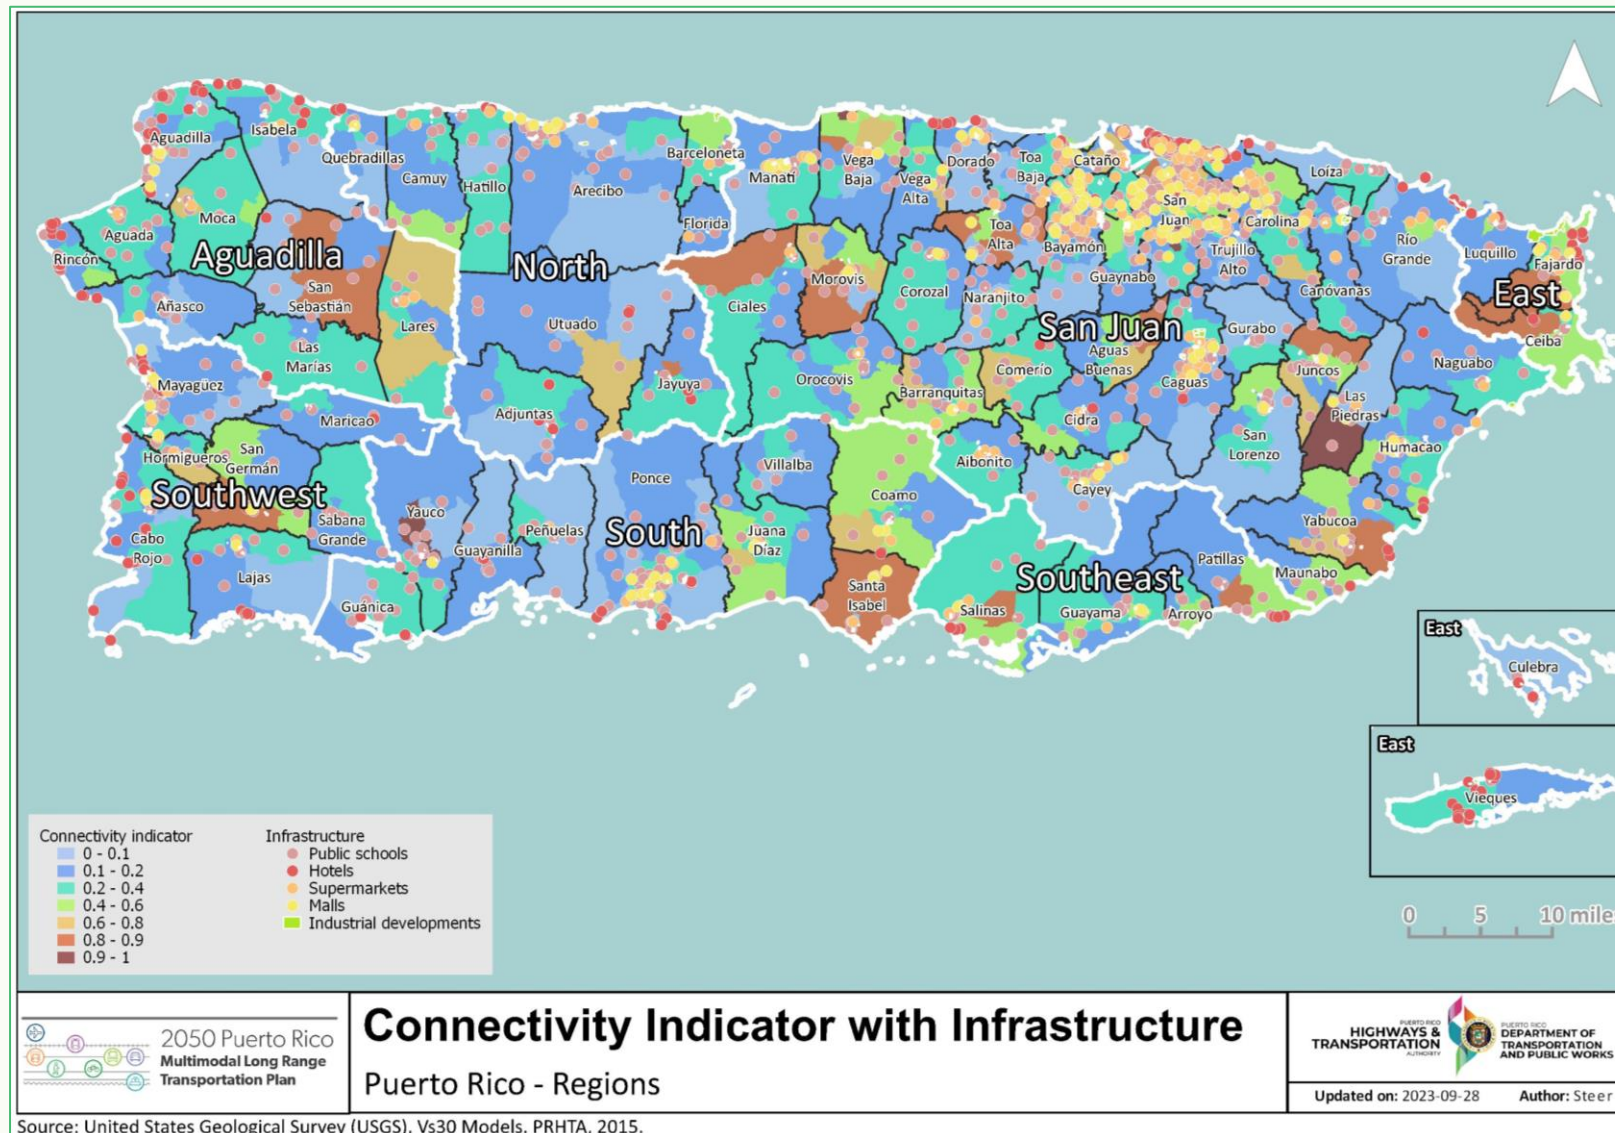 Aguadilla
Isabela
Quebradillas
Camuy
Hatillo
Arecibo
Barceloneta
Florida
Manatí
Vega
Baja
Vega
Alta
Dorado
Toa
Baja
Cataño
San
Juan
Carolina
Loíza
Río
Grande
Luquillo
Fajardo
Ceiba
Rincón
Aguada
Moca
Aguadilla
San
Sebastián
Añasco
Las
Marías
Lares
North
Utuado
Adjuntas
Jayuya
Ciales
Morovis
Corozal
Naranjito
Toa
Alta
Bayamón
Guaynabo
Trujillo
Alto
Canóvanas
East
San Juan
Gurabo
Aguas
Buenas
Caguas
Juncos
Las
Piedras
Naguabo
Humacao
Orocovis
Barranquitas
Comerío
Cidra
Aibonito
Cayey
San
Lorenzo
Yabucoa
Mayagüez
Maricao
Hormigueros
San
Germán
Southwest
Cabo
Rojo
Sabana
Grande
Lajas
Yauco
Guánica
Guayanilla
Peñuelas
Ponce
South
Villalba
Juana
Díaz
Coamo
Santa
Isabel
Southeast
Salinas
Guayama
Arroyo
Patillas
Maunabo
East
Culebra
East
Vieques
Connectivity indicator
0 - 0.1
0.1 - 0.2
0.2 - 0.4
0.4 - 0.6
0.6 - 0.8
0.8 - 0.9
0.9 - 1
Infrastructure
Public schools
Hotels
Supermarkets
Malls
Industrial developments
0 5 10 mile
2050 Puerto Rico
Multimodal Long Range
Transportation Plan
Connectivity Indicator with Infrastructure
Puerto Rico - Regions
PUERTO RICO
HIGHWAYS &
TRANSPORTATION
AUTHORITY
PUERTO RICO
DEPARTMENT OF
TRANSPORTATION
AND PUBLIC WORKS
Updated on: 2023-09-28 Author: Steer
Source: United States Geological Survey (USGS), Vs30 Models, PRHTA, 2015.